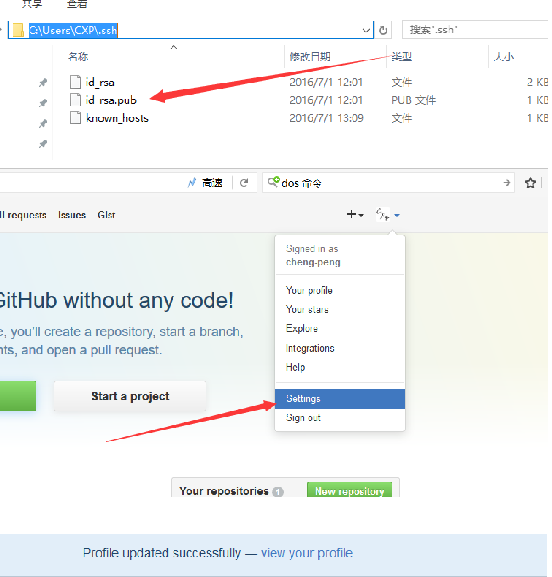 共享 查看
C:\Users\CXP\.ssh 搜索".ssh"
名称 修改日期 类型 大小
id_rsa 2016/7/1 12:01 文件 2 KB
id_rsa.pub 2016/7/1 12:01 PUB 文件 1 KB
known_hosts 2016/7/1 13:09 文件 1 KB
高速 dos 命令
ll requests Issues Gist
Signed in as
cheng-peng
Your profile
Your stars
Explore
Integrations
Help
Settings
Sign out
GitHub without any code!
e, you'll create a repository, start a branch,
nts, and open a pull request.
Start a project
Your repositories 1 New repository
Profile updated successfully — view your profile